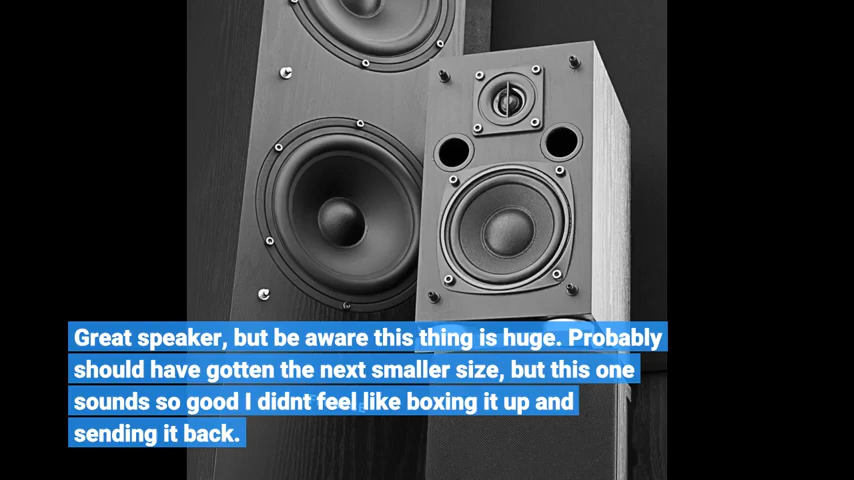 Great speaker, but be aware this thing is huge. Probably
should have gotten the next smaller size, but this one
sounds so good I didnt feel like boxing it up and
sending it back.